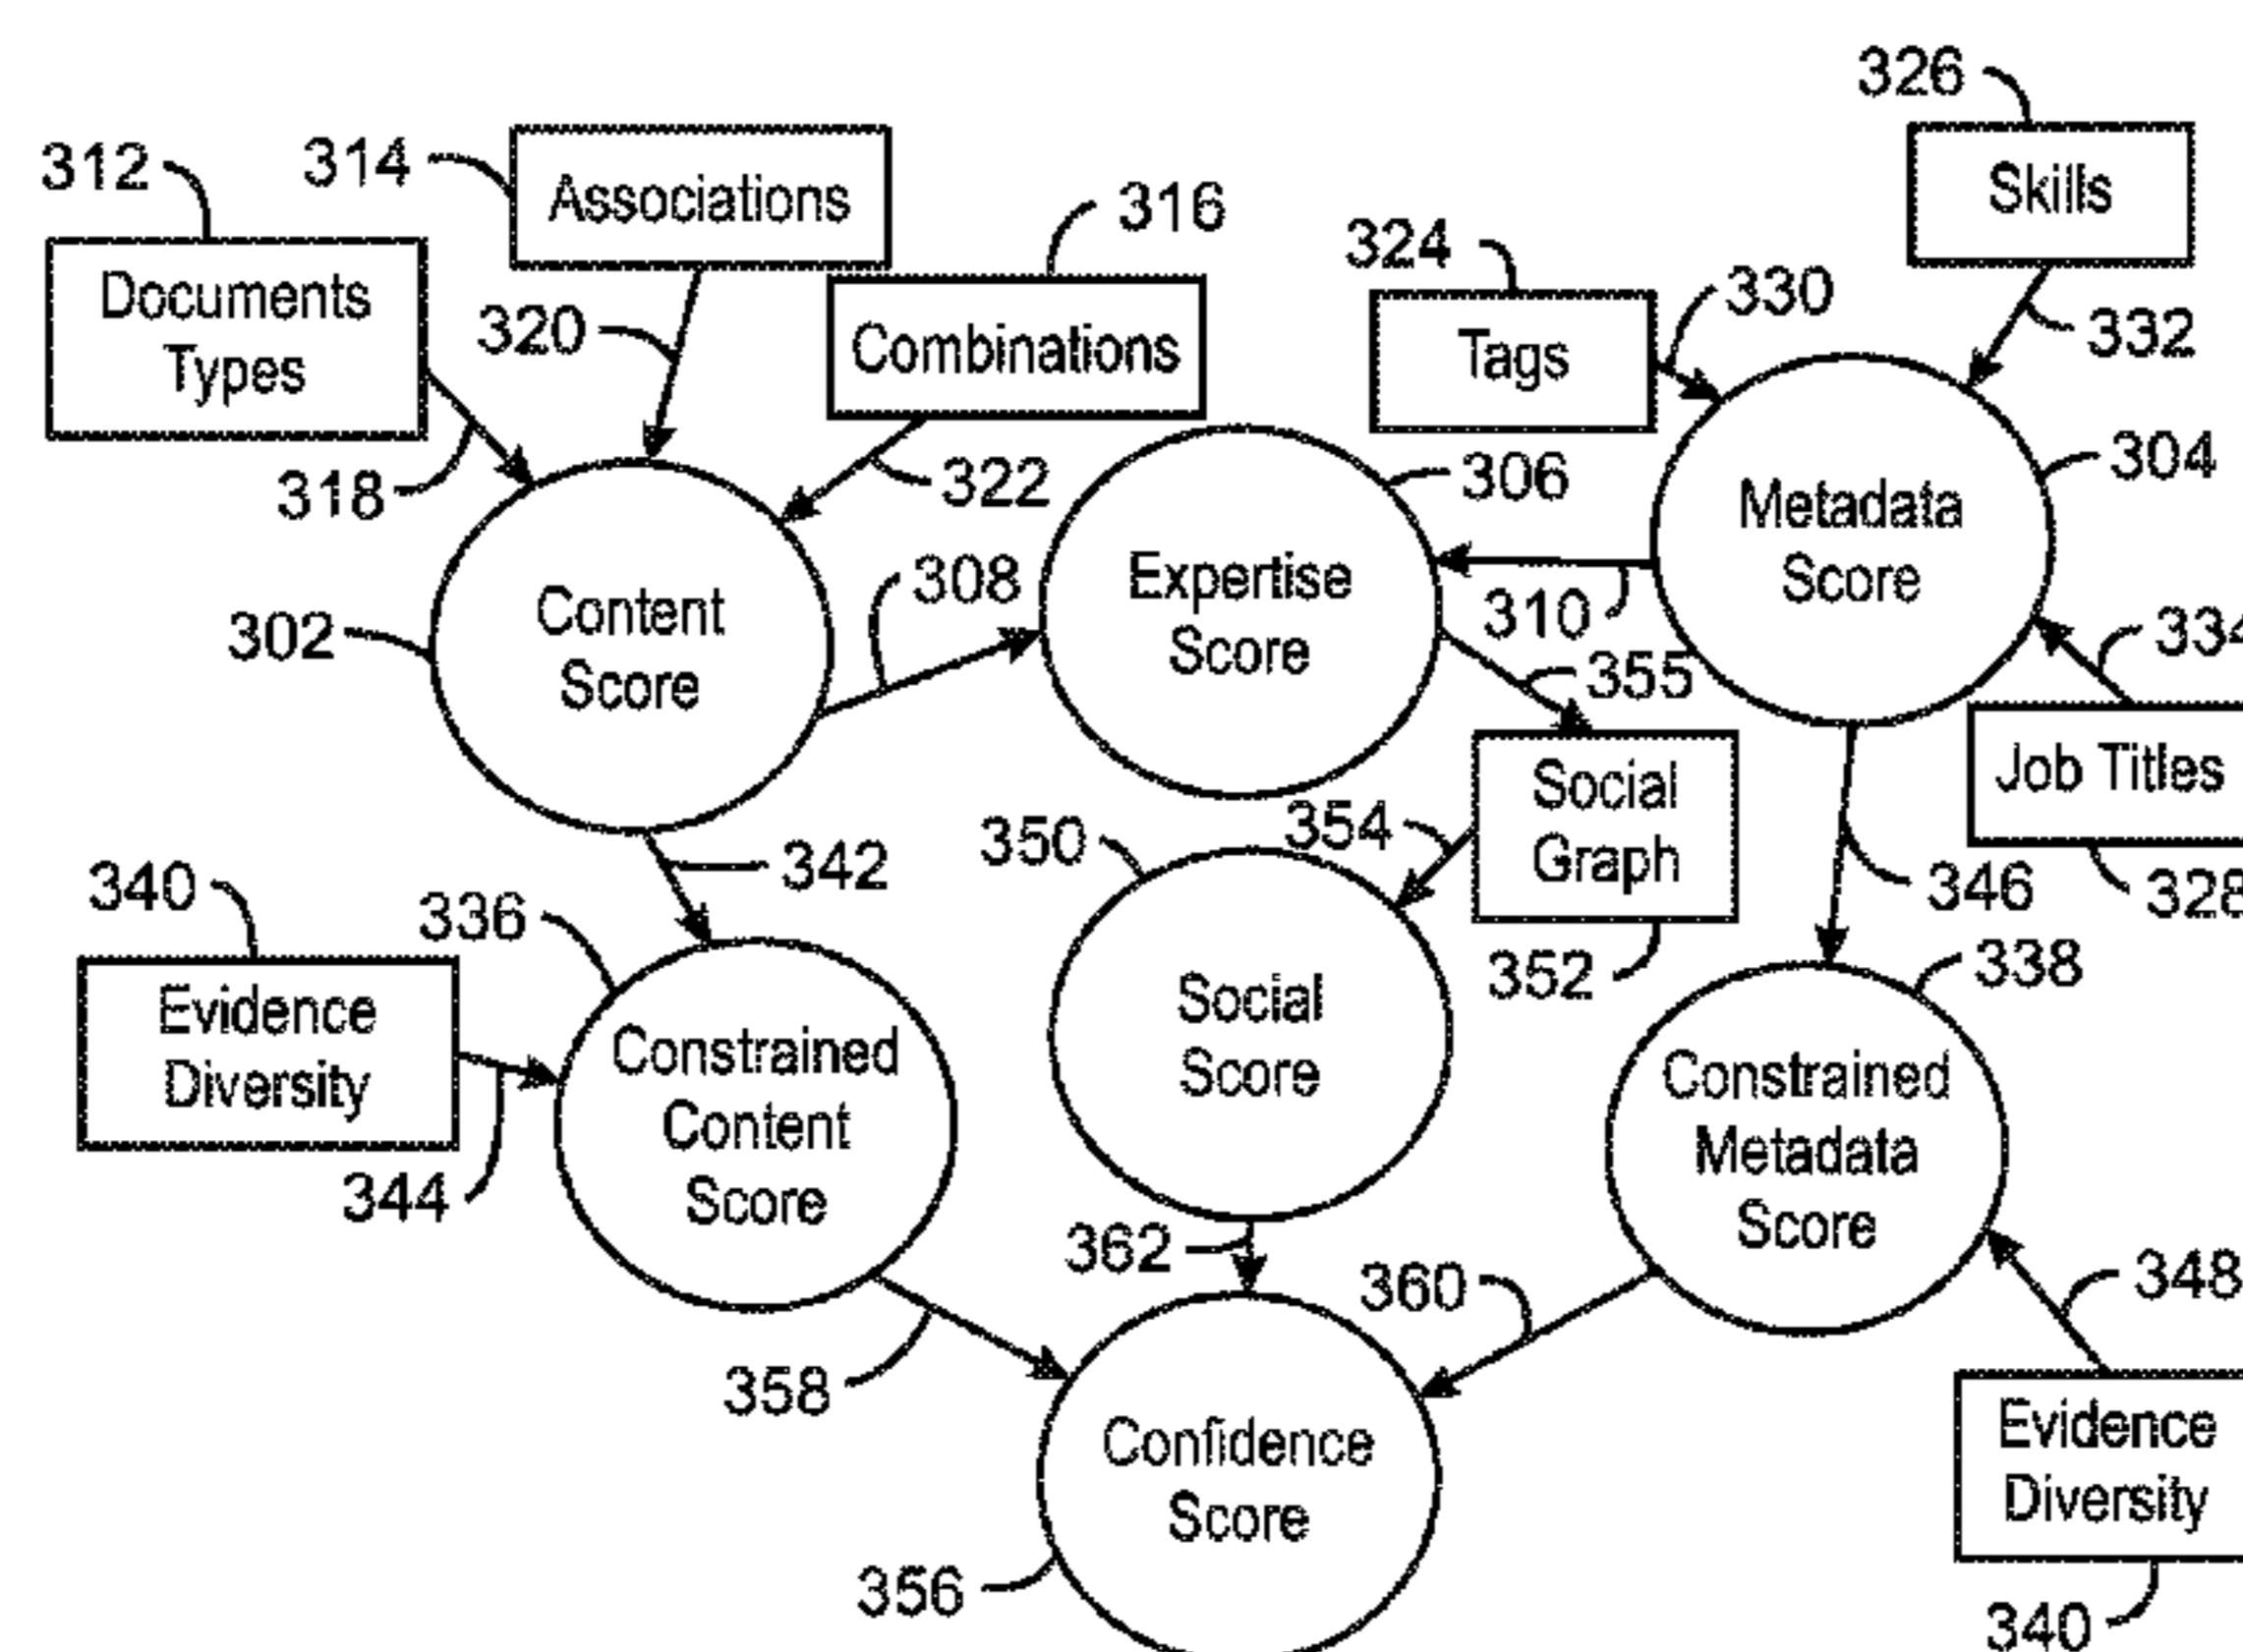 326
312
314
Associations
Skills
316
324
Documents
Types
330
320
Combinations
Tags
332
318
322
306
304
Metadata
Score
308
Expertise
Score
310
302
Content
Score
334
355
Job Titles
Social
Graph
354
350
342
340
336
346
328
352
338
Evidence
Diversity
Social
Score
Constrained
Content
Score
Constrained
Metadata
Score
344
362
360
348
358
Confidence
Score
Evidence
Diversity
356
340